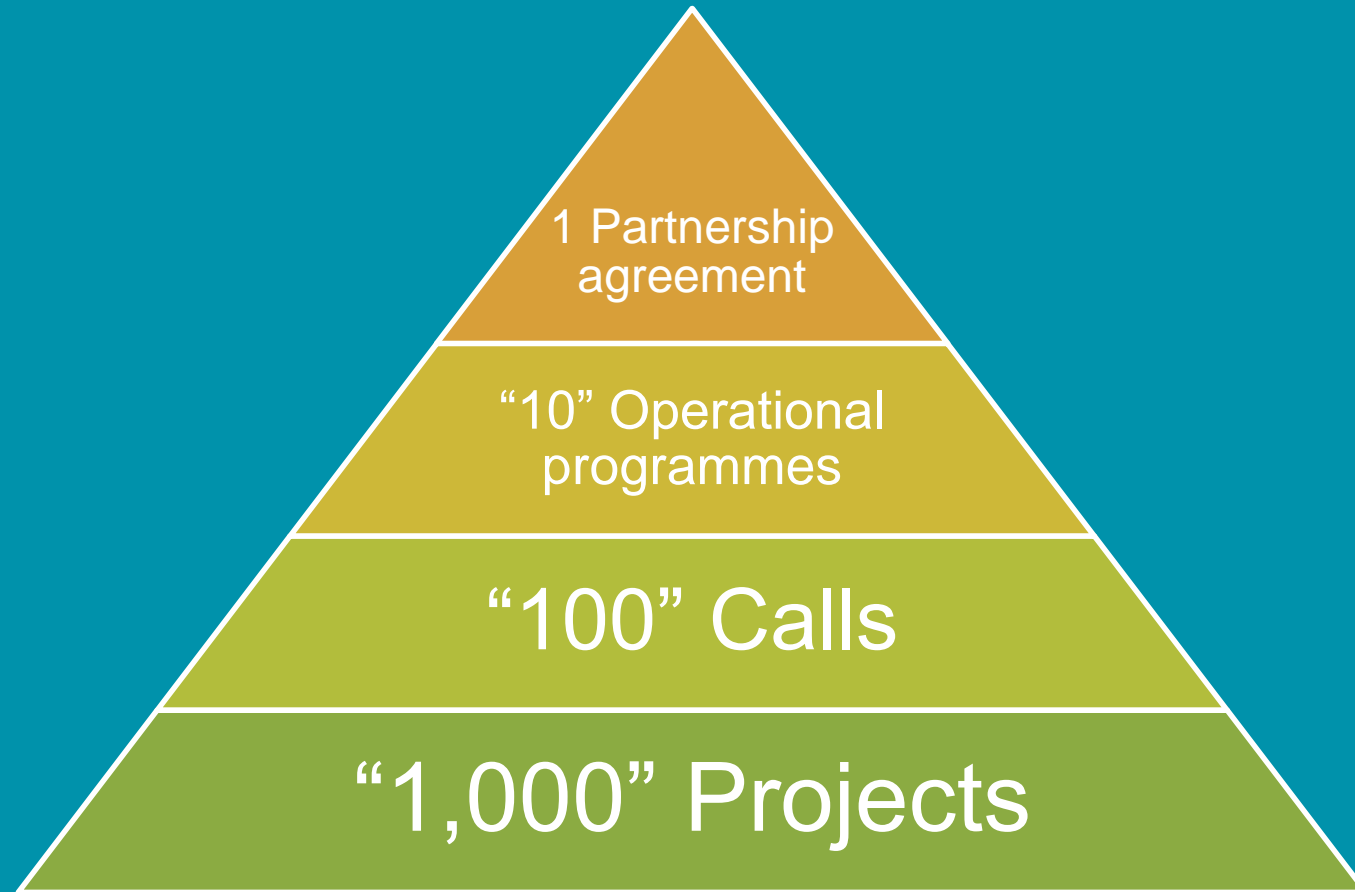 1 Partnership
agreement
“10” Operational
programmes
“100” Calls
“1,000” Projects